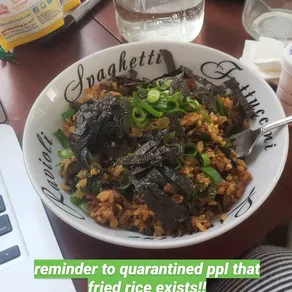 Spaghetti
Fettuccini
Ravioli
reminder to quarantined ppl that
fried rice exists!!